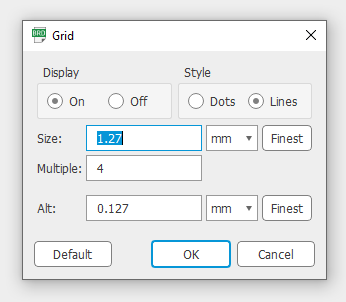 BRD
Grid
Display Style
On Off Dots Lines
Size: 1.27 mm Finest
Multiple: 4
Alt: 0.127 mm Finest
Default OK Cancel